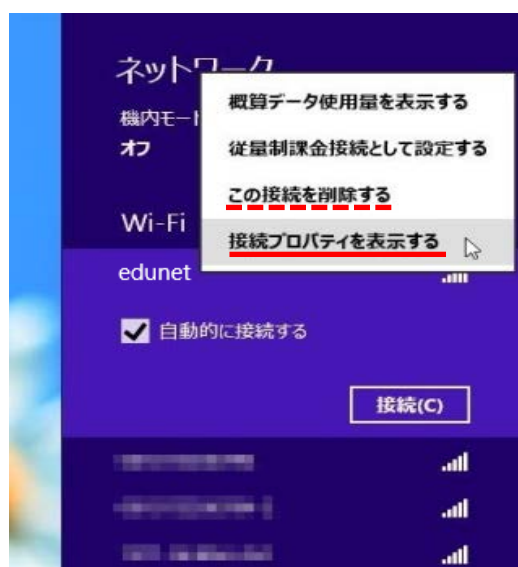 ネットワーク
機内モート
オフ
概算データ使用量を表示する
従量制課金接続として設定する
この接続を削除する
接続プロパティを表示する
Wi-Fi
edunet
自動的に接続する
接続(C)